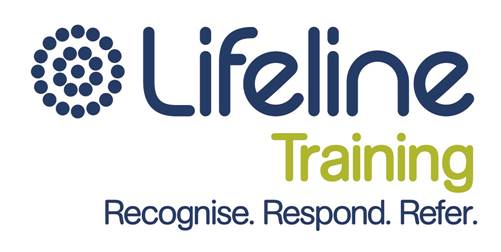 Lifeline
Training
Recognise. Respond. Refer.